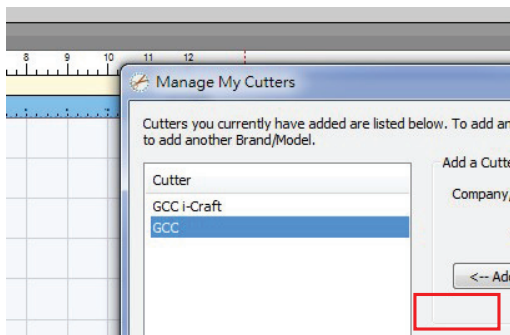 8 9 10 11 12
Manage My Cutters
Cutters you currently have added are listed below. To add an
to add another Brand/Model.
Add a Cutte
Cutter
Company,
GCC i-Craft
GCC
<-- Add